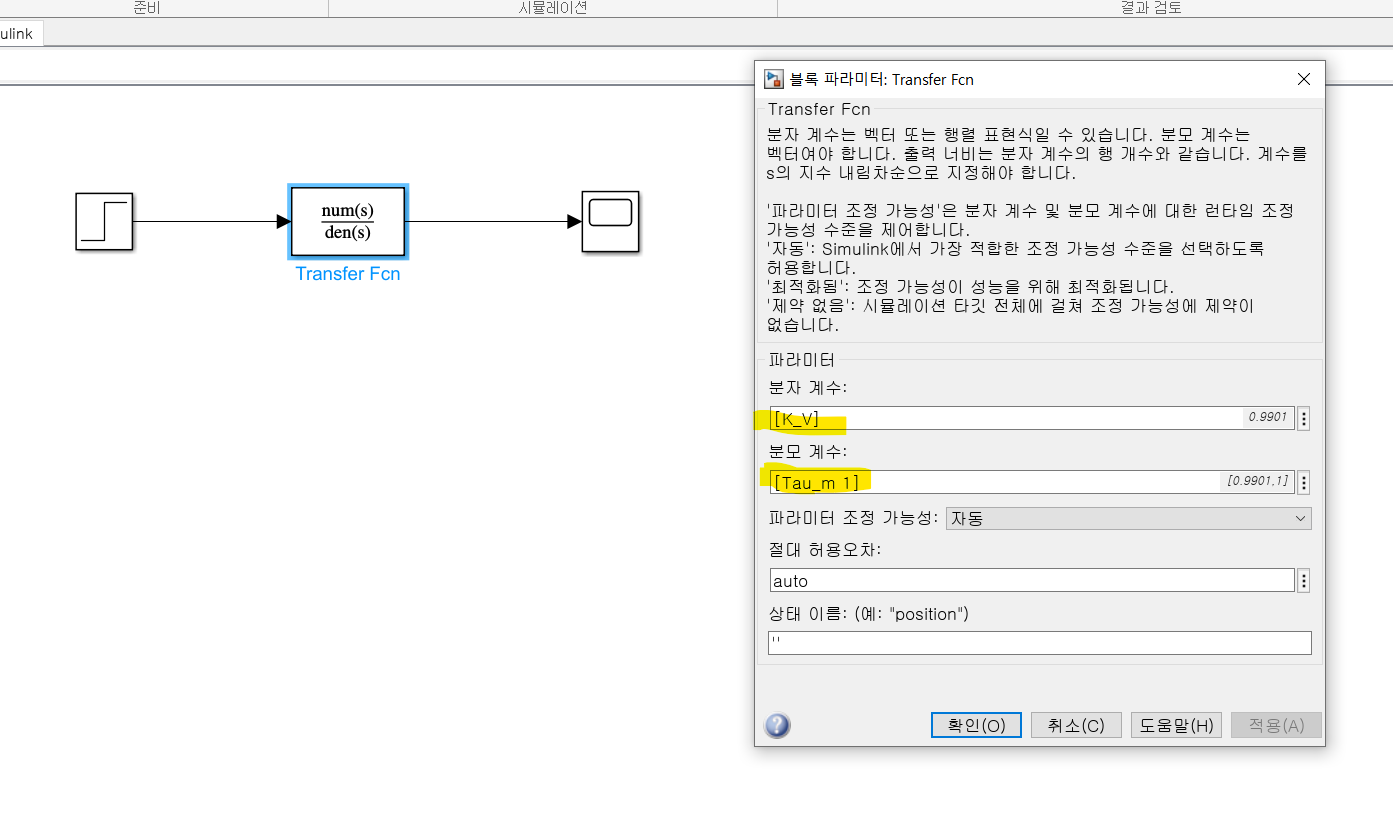 준비
시뮬레이션
결과 검토
ulink
num(s)
den(s)
Transfer Fcn
블록 파라미터: Transfer Fcn
Transfer Fcn
분자 계수는 벡터 또는 행렬 표현식일 수 있습니다. 분모 계수는
벡터여야 합니다. 출력 너비는 분자 계수의 행 개수와 같습니다. 계수를
s의 지수 내림차순으로 지정해야 합니다.
'파라미터 조정 가능성'은 분자 계수 및 분모 계수에 대한 런타임 조정
가능성 수준을 제어합니다.
'자동': Simulink에서 가장 적합한 조정 가능성 수준을 선택하도록
허용합니다.
'최적화됨': 조정 가능성이 성능을 위해 최적화됩니다.
'제약 없음': 시뮬레이션 타깃 전체에 걸쳐 조정 가능성에 제약이
없습니다.
파라미터
분자 계수:
[K_V] 0.9901
분모 계수:
[Tau_m 1] [0.9901,1]
파라미터 조정 가능성: 자동
절대 허용오차:
auto
상태 이름: (예: "position")
''
확인(O) 취소(C) 도움말(H) 적용(A)